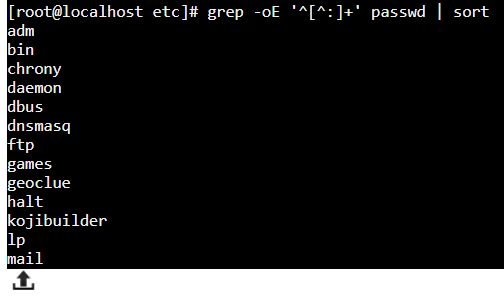 [root@localhost etc]# grep -oE '^[^:]+' passwd | sort
adm
bin
chrony
daemon
dbus
dnsmasq
ftp
games
geoclue
halt
kojibuilder
lp
mail